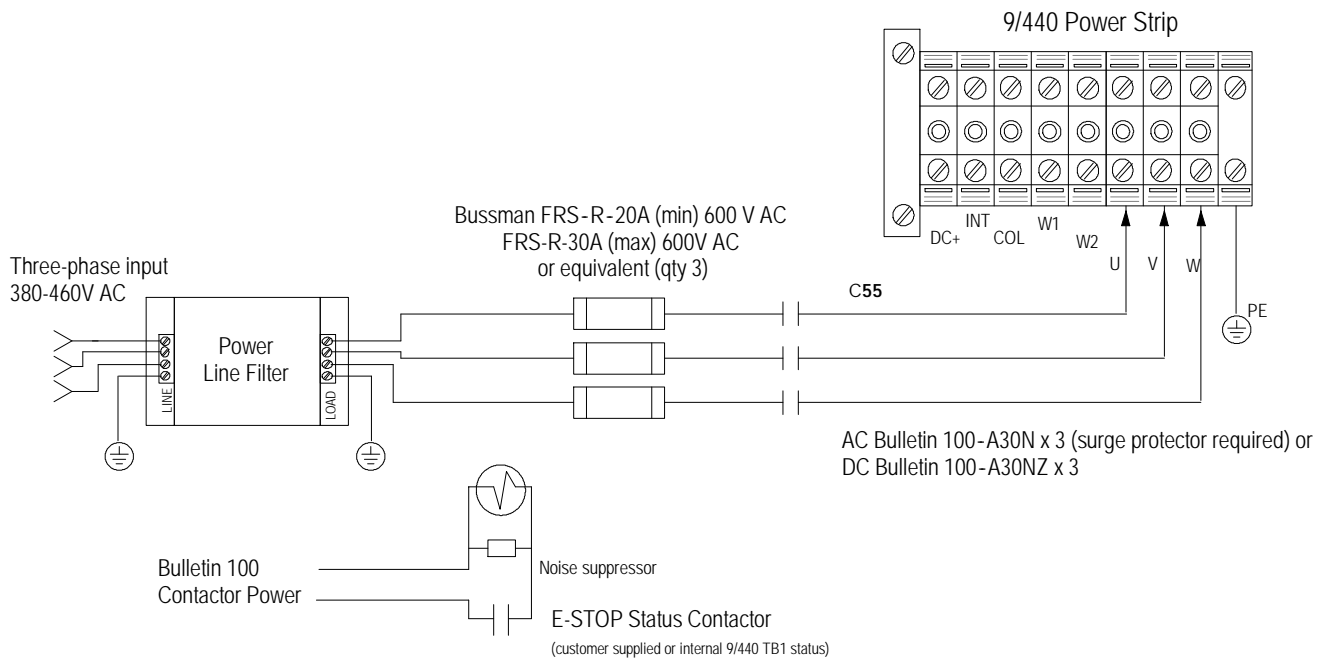 9/440 Power Strip
Bussman FRS-R-20A (min) 600 V AC
FRS-R-30A (max) 600V AC
or equivalent (qty 3)
DC+
INT
COL
W1
W2
U
V
W
PE
Three-phase input
380-460V AC
C55
Power
Line Filter
LINE
LOAD
AC Bulletin 100-A30N x 3 (surge protector required) or
DC Bulletin 100-A30NZ x 3
Bulletin 100
Contactor Power
Noise suppressor
E-STOP Status Contactor
(customer supplied or internal 9/440 TB1 status)